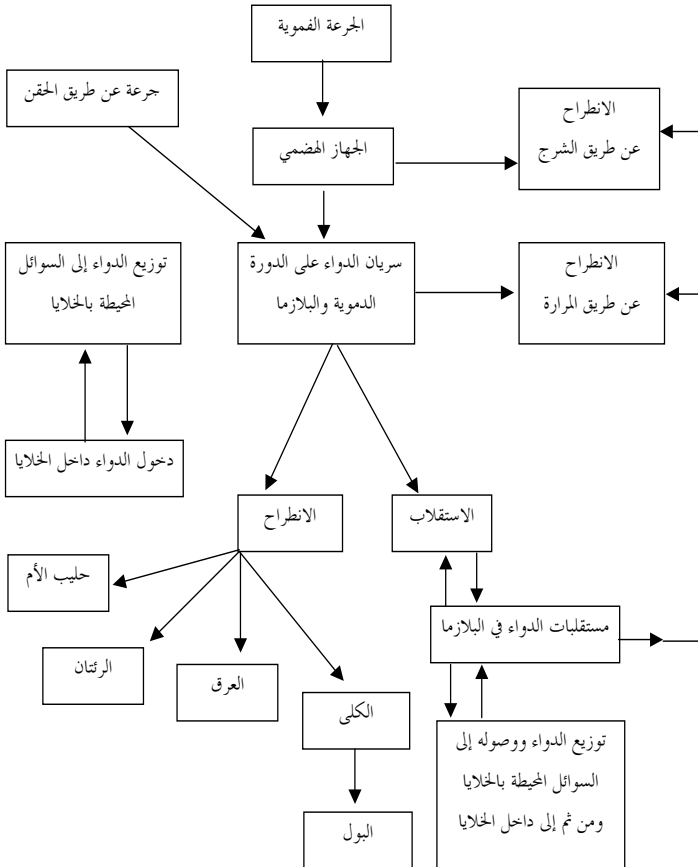 الجرعة الفموية
جرعة عن طريق الحقن
الانطراح
عن طريق الشرج
الجهاز الهضمي
توزيع الدواء إلى السوائل
المحيطة بالخلايا
سريان الدواء على الدورة
الدموية والبلازما
الانطراح
عن طريق المرارة
دخول الدواء داخل الخلايا
الانطراح
الاستقلاب
حليب الأم
مستقلبات الدواء في البلازما
الرئتان
العرق
الكلى
توزيع الدواء ووصوله إلى
السوائل المحيطة بالخلايا
ومن ثم إلى داخل الخلايا
البول